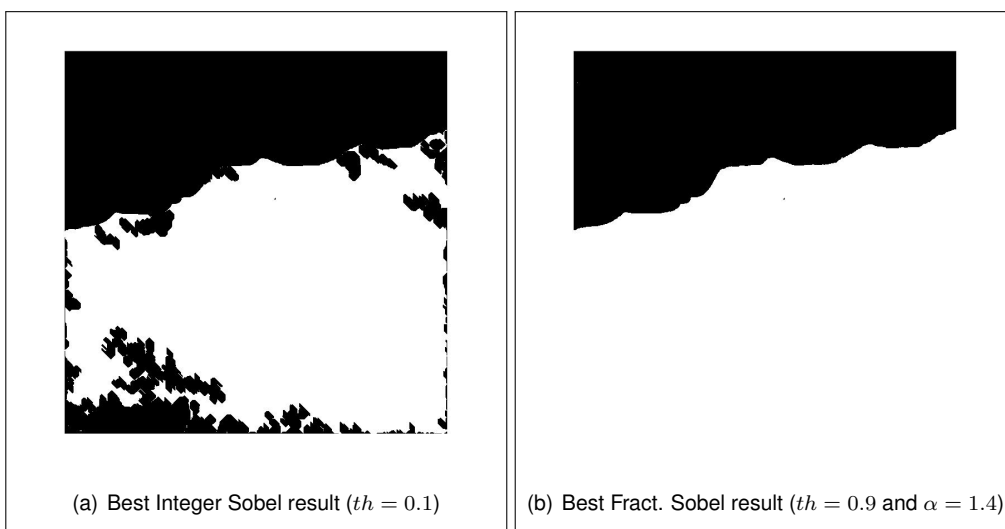 (a) Best Integer Sobel result (th = 0.1)
(b) Best Fract. Sobel result (th = 0.9 and α = 1.4)